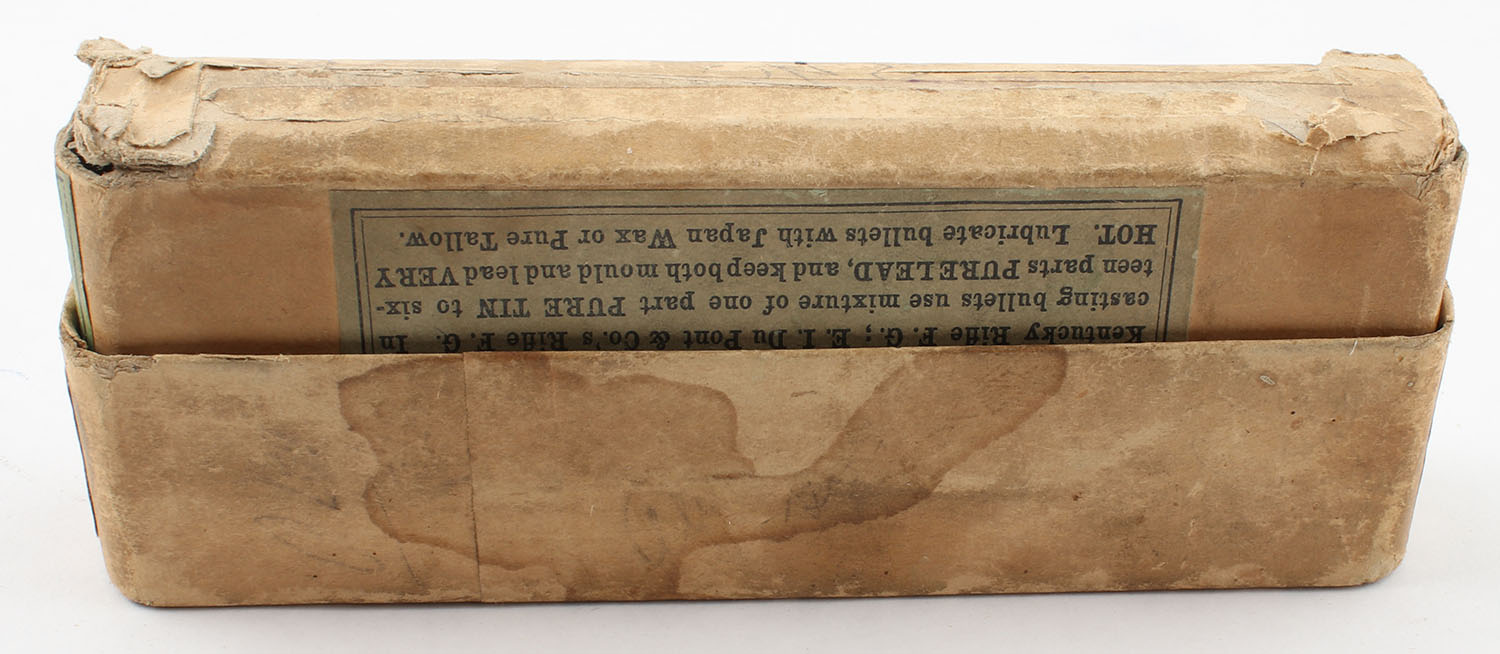 Kentucky Rifle F. G.; E. I. Du Pont & Co.'s Rifle F. G. In
casting bullets use mixture of one part PURE TIN to six-
teen parts PURE LEAD, and keep both mould and lead VERY
HOT. Lubricate bullets with Japan Wax or Pure Tallow.